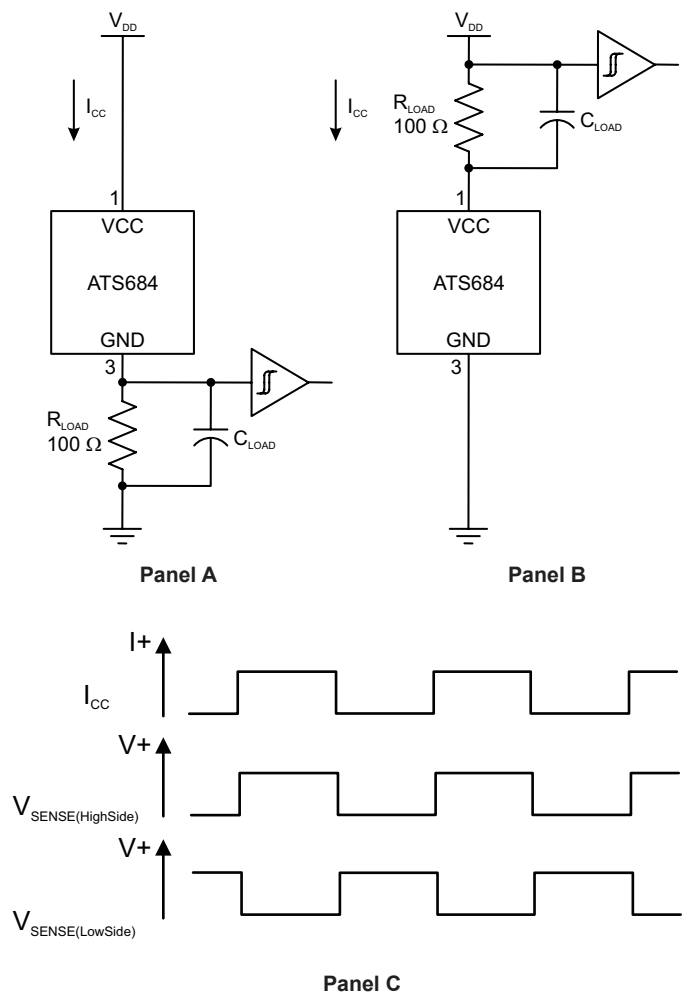 V_DD
I_CC
1
VCC
ATS684
GND
3
R_LOAD
100 Ω
C_LOAD
Panel A
V_DD
I_CC
R_LOAD
100 Ω
C_LOAD
1
VCC
ATS684
GND
3
Panel B
I+
I_CC
V+
V_SENSE(HighSide)
V+
V_SENSE(LowSide)
Panel C